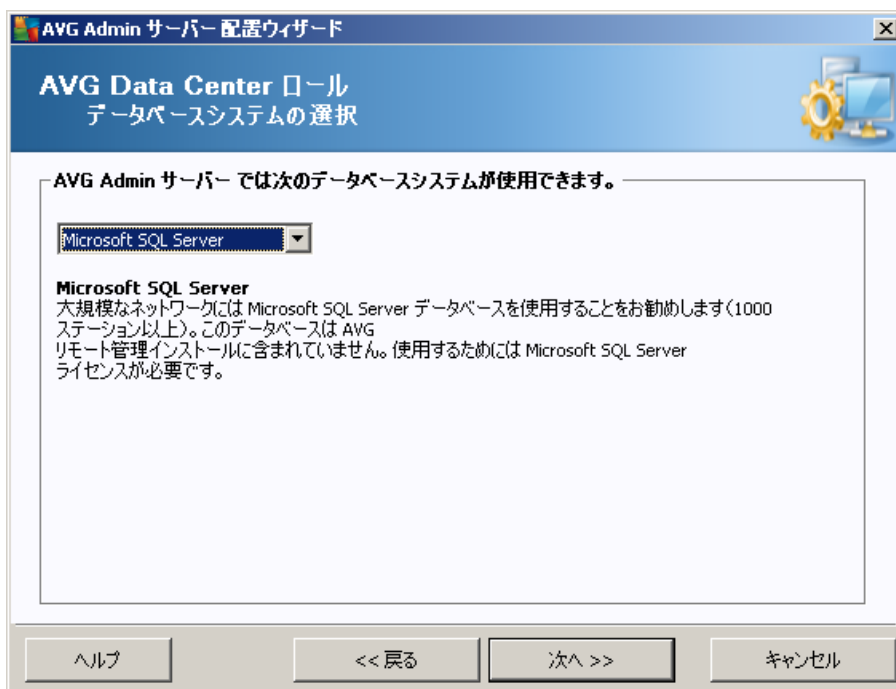 AVG Admin サーバー 配置ウィザード
AVG Data Center ロール
データベースシステムの選択
AVG Admin サーバー では次のデータベースシステムが使用できます。
Microsoft SQL Server
Microsoft SQL Server
大規模なネットワークには Microsoft SQL Server データベースを使用することをお勧めします(1000
ステーション以上)。このデータベースは AVG
リモート管理インストールに含まれていません。使用するためには Microsoft SQL Server
ライセンスが必要です。
ヘルプ
<< 戻る
次へ >>
キャンセル